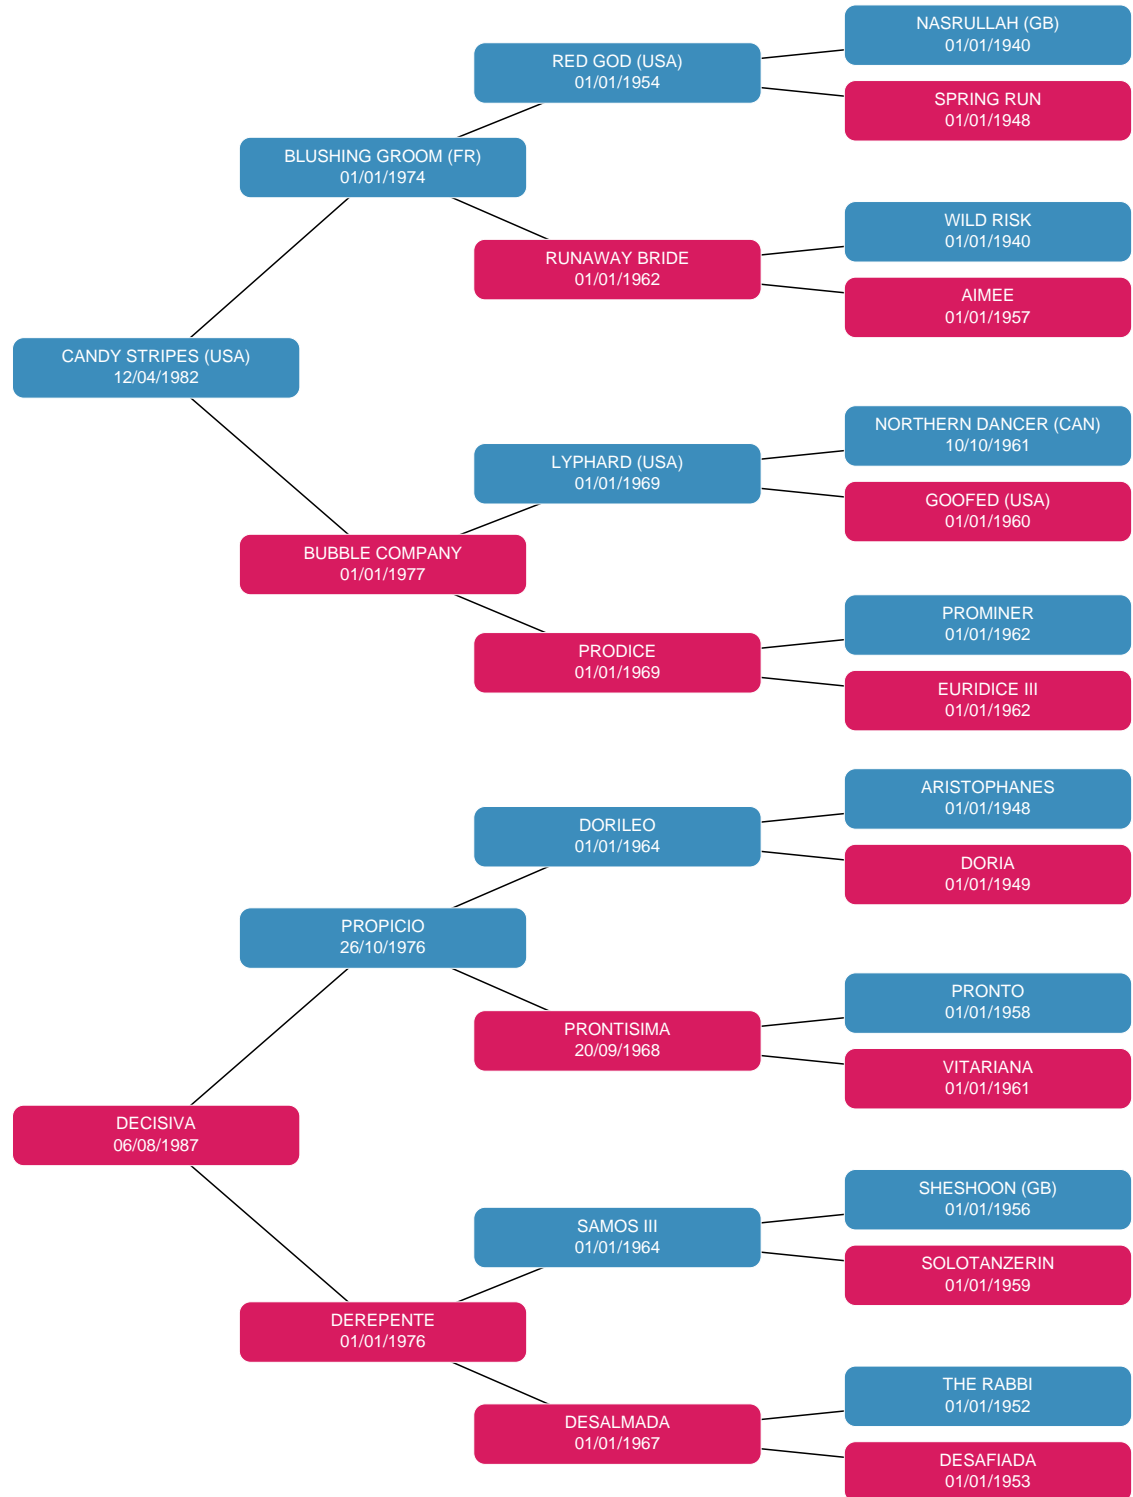 NASRULLAH (GB)
01/01/1940
RED GOD (USA)
01/01/1954
SPRING RUN
01/01/1948
BLUSHING GROOM (FR)
01/01/1974
WILD RISK
01/01/1940
RUNAWAY BRIDE
01/01/1962
AIMEE
01/01/1957
CANDY STRIPES (USA)
12/04/1982
NORTHERN DANCER (CAN)
10/10/1961
LYPHARD (USA)
01/01/1969
GOOFED (USA)
01/01/1960
BUBBLE COMPANY
01/01/1977
PROMINER
01/01/1962
PRODICE
01/01/1969
EURIDICE III
01/01/1962
ARISTOPHANES
01/01/1948
DORILEO
01/01/1964
DORIA
01/01/1949
PROPICIO
26/10/1976
PRONTO
01/01/1958
PRONTISIMA
20/09/1968
VITARIANA
01/01/1961
DECISIVA
06/08/1987
SHESHOON (GB)
01/01/1956
SAMOS III
01/01/1964
SOLOTANZERIN
01/01/1959
DEREPENTE
01/01/1976
THE RABBI
01/01/1952
DESALMADA
01/01/1967
DESAFIADA
01/01/1953